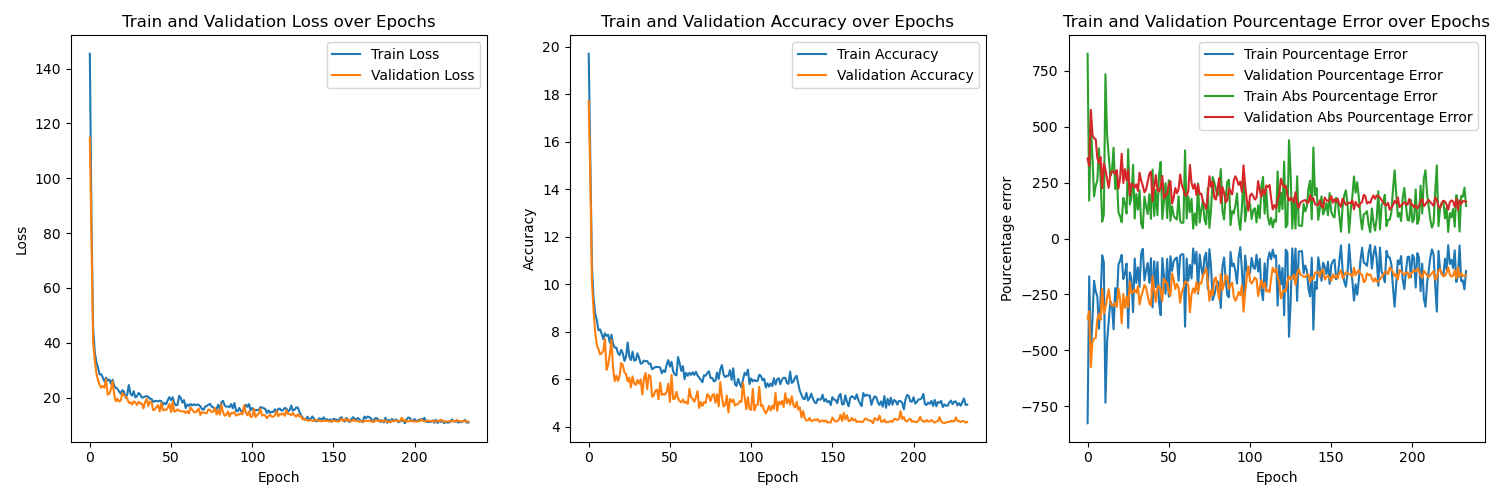 Train and Validation Loss over Epochs
Train Loss
Validation Loss
140
120
100
80
60
40
20
Loss
0
50
100
150
200
Epoch
Train and Validation Accuracy over Epochs
Train Accuracy
Validation Accuracy
20
18
16
14
12
10
8
6
4
Accuracy
0
50
100
150
200
Epoch
Train and Validation Pourcentage Error over Epochs
Train Pourcentage Error
Validation Pourcentage Error
Train Abs Pourcentage Error
Validation Abs Pourcentage Error
750
500
250
0
−250
−500
−750
Pourcentage error
0
50
100
150
200
Epoch